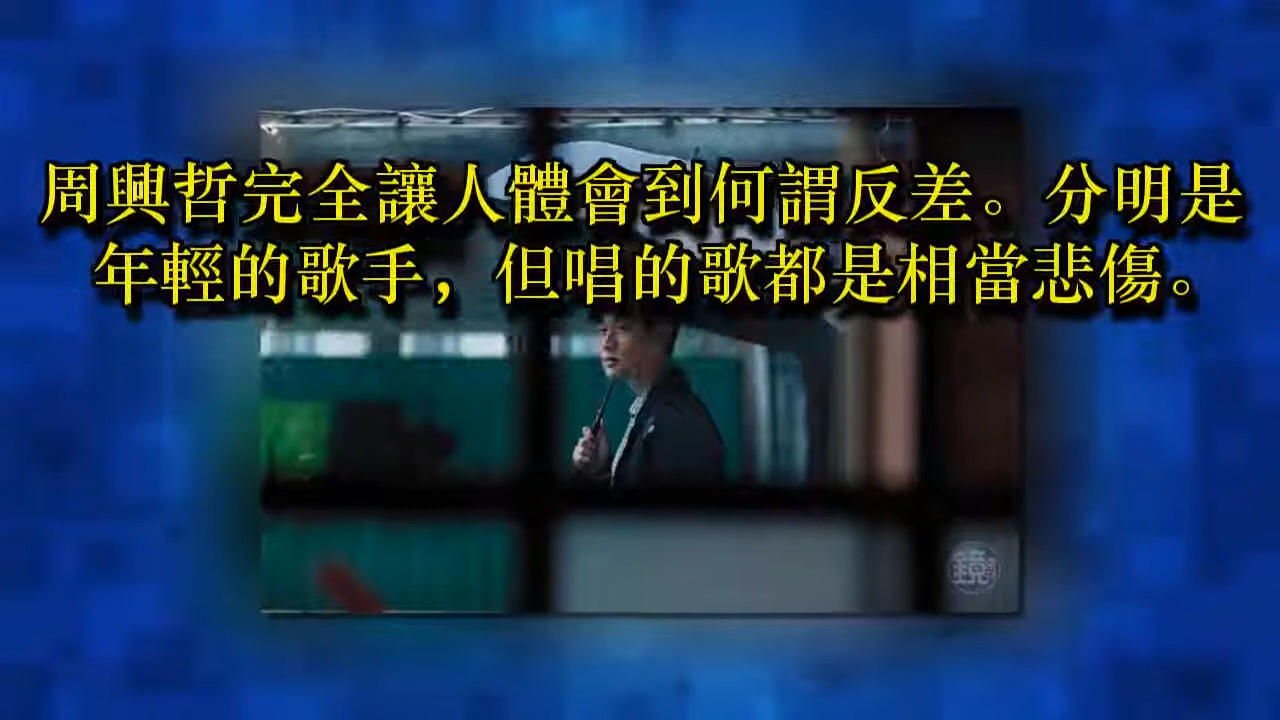 周興哲完全讓人體會到何謂反差。分明是
年輕的歌手，但唱的歌都是相當悲傷。
鏡